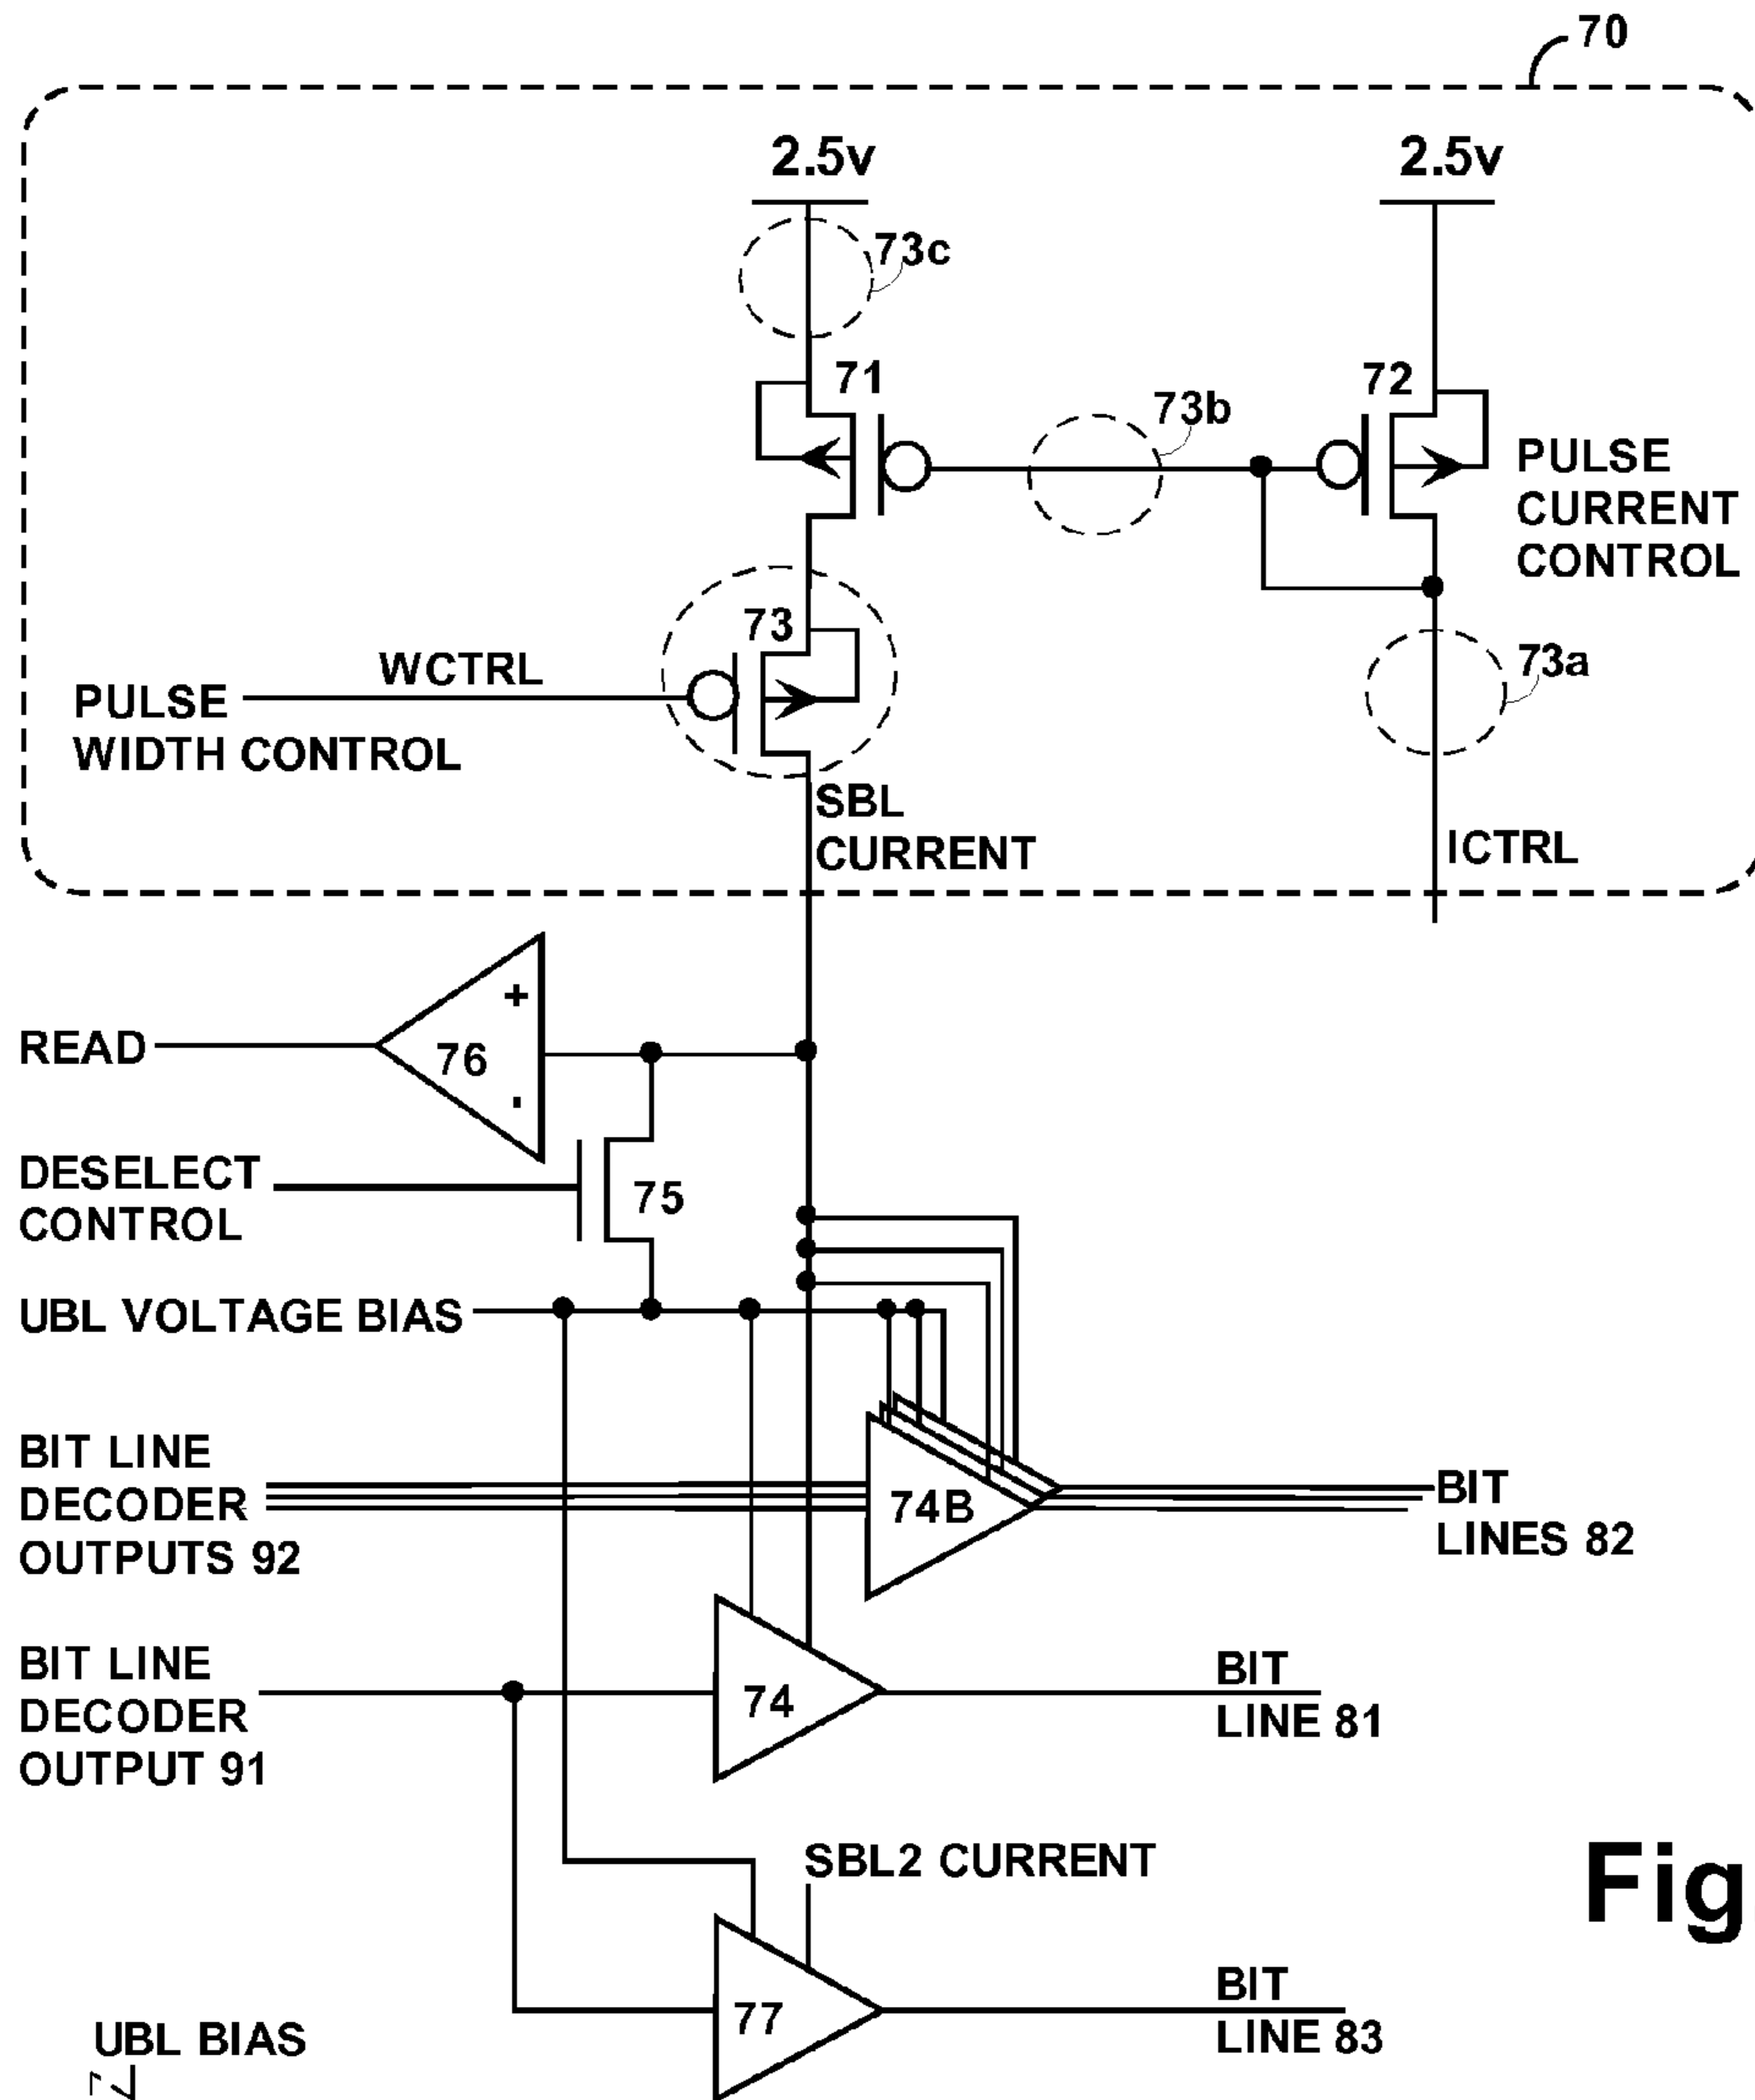 70
2.5v
2.5v
73c
71
72
73b
PULSE
CURRENT
CONTROL
73
73a
WCTRL
PULSE
WIDTH CONTROL
SBL
CURRENT
ICTRL
+
READ
76
-
DESELECT
CONTROL
75
UBL VOLTAGE BIAS
BIT LINE
DECODER
OUTPUTS 92
74B
BIT
LINES 82
BIT LINE
DECODER
OUTPUT 91
74
BIT
LINE 81
SBL2 CURRENT
Fig.
77
BIT
LINE 83
UBL BIAS